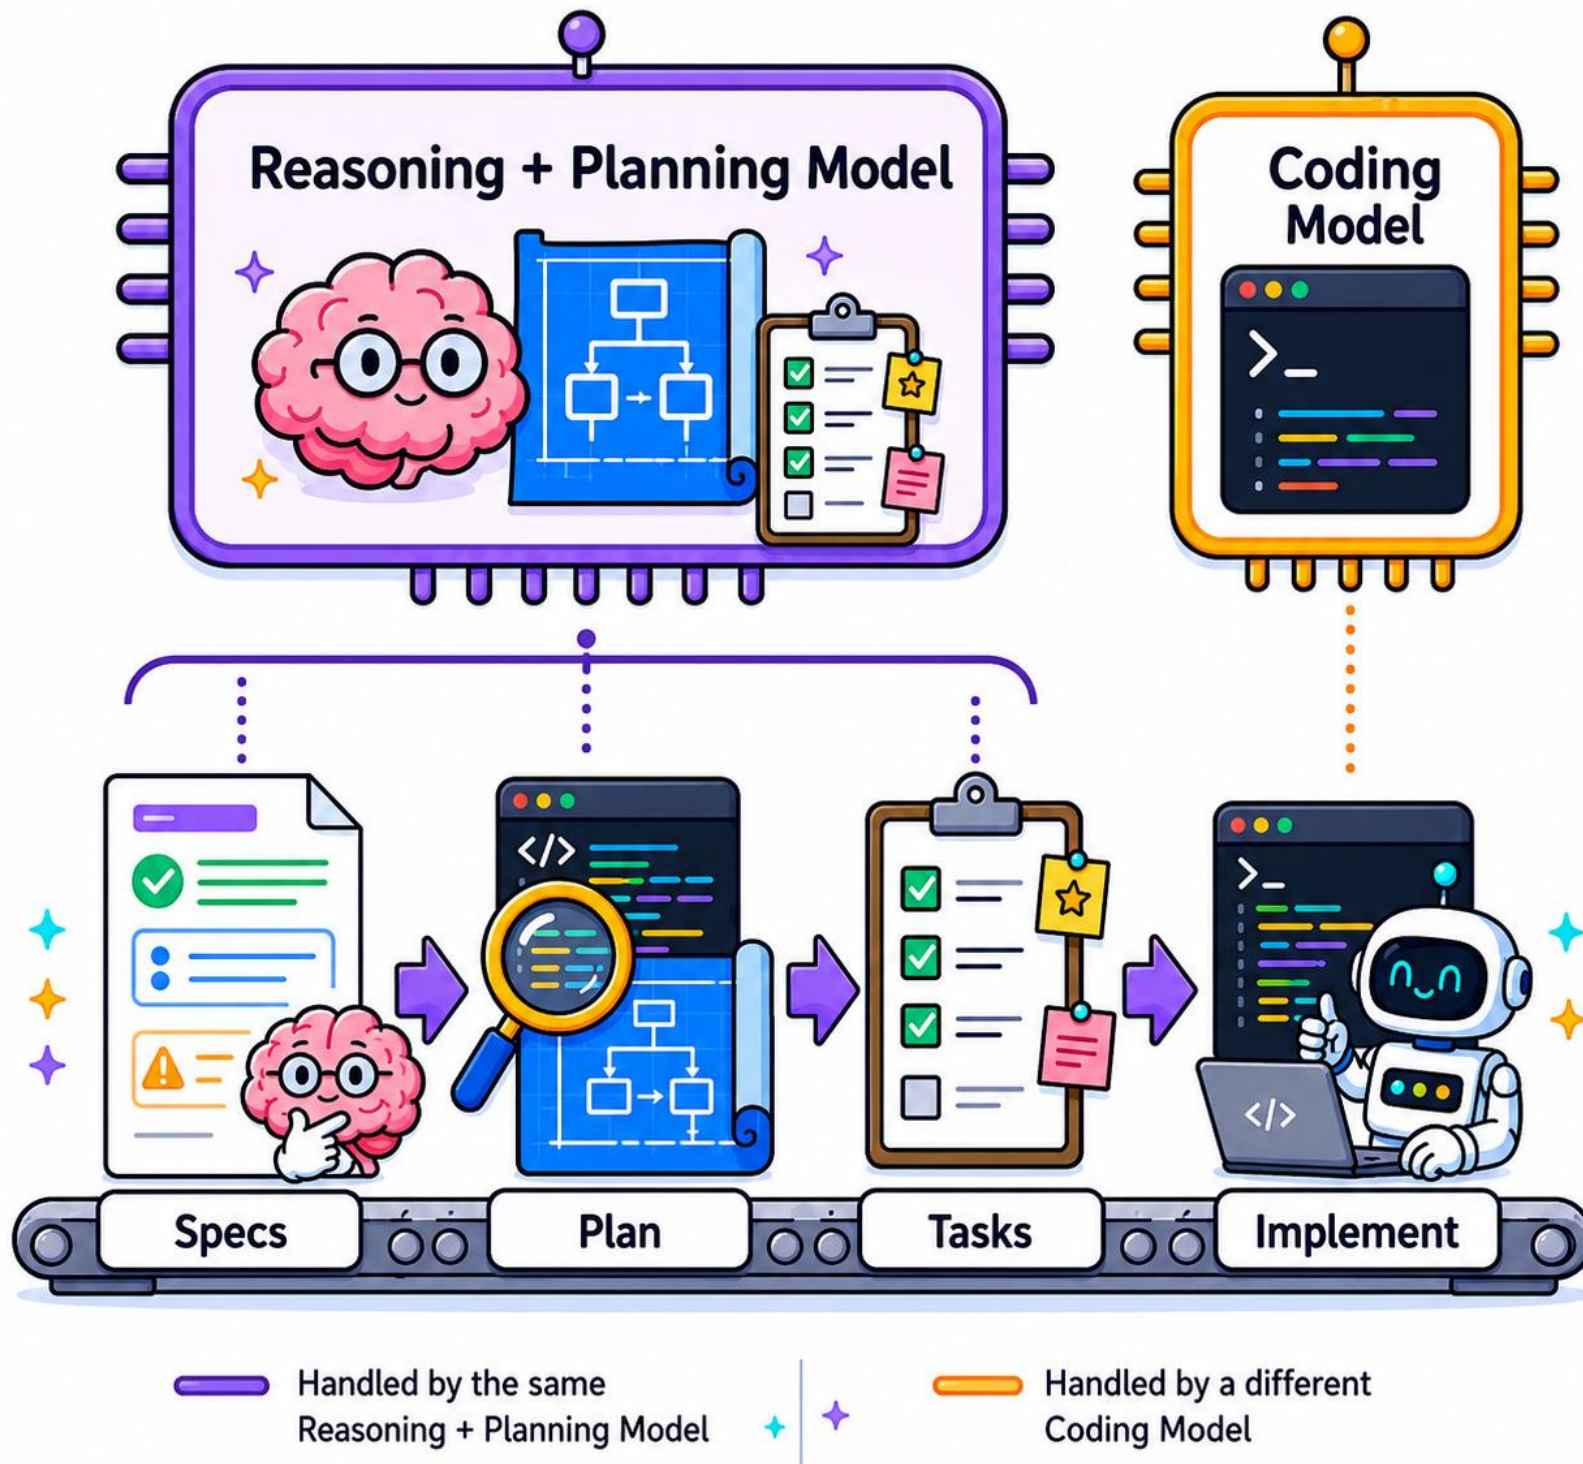 Reasoning + Planning Model
Coding
Model
>_
</>
>_
</>
Specs
Plan
Tasks
Implement
Handled by the same
Reasoning + Planning Model
Handled by a different
Coding Model